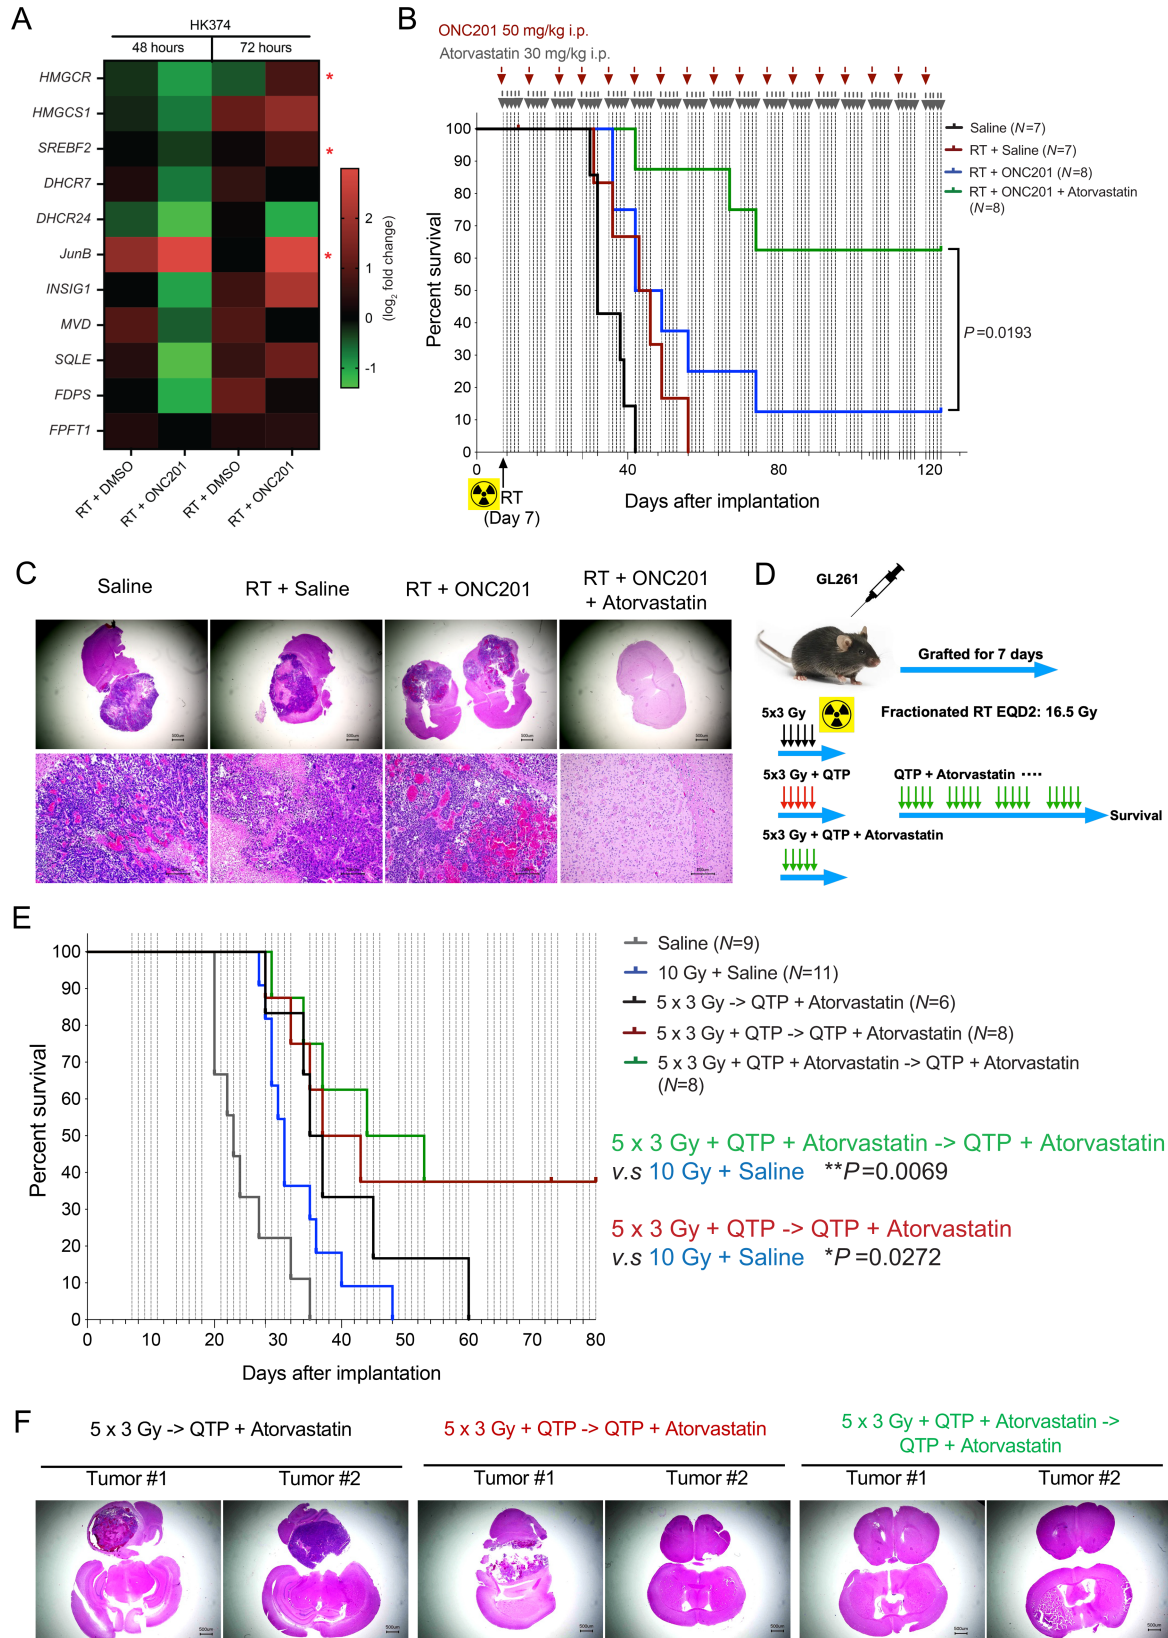 A
HK374
48 hours
72 hours
HMGCR
*
HMGCS1
SREBF2
*
DHCR7
DHCR24
JunB
*
INSIG1
MVD
SQLE
FDPS
FPFT1
2
1
0
-1
(log2 fold change)
RT + DMSO
RT + ONC201
RT + DMSO
RT + ONC201
B
ONC201 50 mg/kg i.p.
Atorvastatin 30 mg/kg i.p.
Percent survival
100
90
80
70
60
50
40
30
20
10
0
0
40
80
120
RT
(Day 7)
Days after implantation
Saline (N=7)
RT + Saline (N=7)
RT + ONC201 (N=8)
RT + ONC201 + Atorvastatin
(N=8)
P=0.0193
C
Saline
RT + Saline
RT + ONC201
RT + ONC201
+ Atorvastatin
500um
500um
500um
500um
D
GL261
Grafted for 7 days
5x3 Gy
Fractionated RT EQD2: 16.5 Gy
5x3 Gy + QTP
QTP + Atorvastatin ....
Survival
5x3 Gy + QTP + Atorvastatin
E
Percent survival
100
90
80
70
60
50
40
30
20
10
0
0
10
20
30
40
50
60
70
80
Days after implantation
Saline (N=9)
10 Gy + Saline (N=11)
5 x 3 Gy -> QTP + Atorvastatin (N=6)
5 x 3 Gy + QTP -> QTP + Atorvastatin (N=8)
5 x 3 Gy + QTP + Atorvastatin -> QTP + Atorvastatin
(N=8)
5 x 3 Gy + QTP + Atorvastatin -> QTP + Atorvastatin
v.s 10 Gy + Saline **P=0.0069
5 x 3 Gy + QTP -> QTP + Atorvastatin
v.s 10 Gy + Saline *P=0.0272
F
5 x 3 Gy -> QTP + Atorvastatin
5 x 3 Gy + QTP -> QTP + Atorvastatin
5 x 3 Gy + QTP + Atorvastatin ->
QTP + Atorvastatin
Tumor #1
Tumor #2
Tumor #1
Tumor #2
Tumor #1
Tumor #2
500um
500um
500um
500um
500um
500um